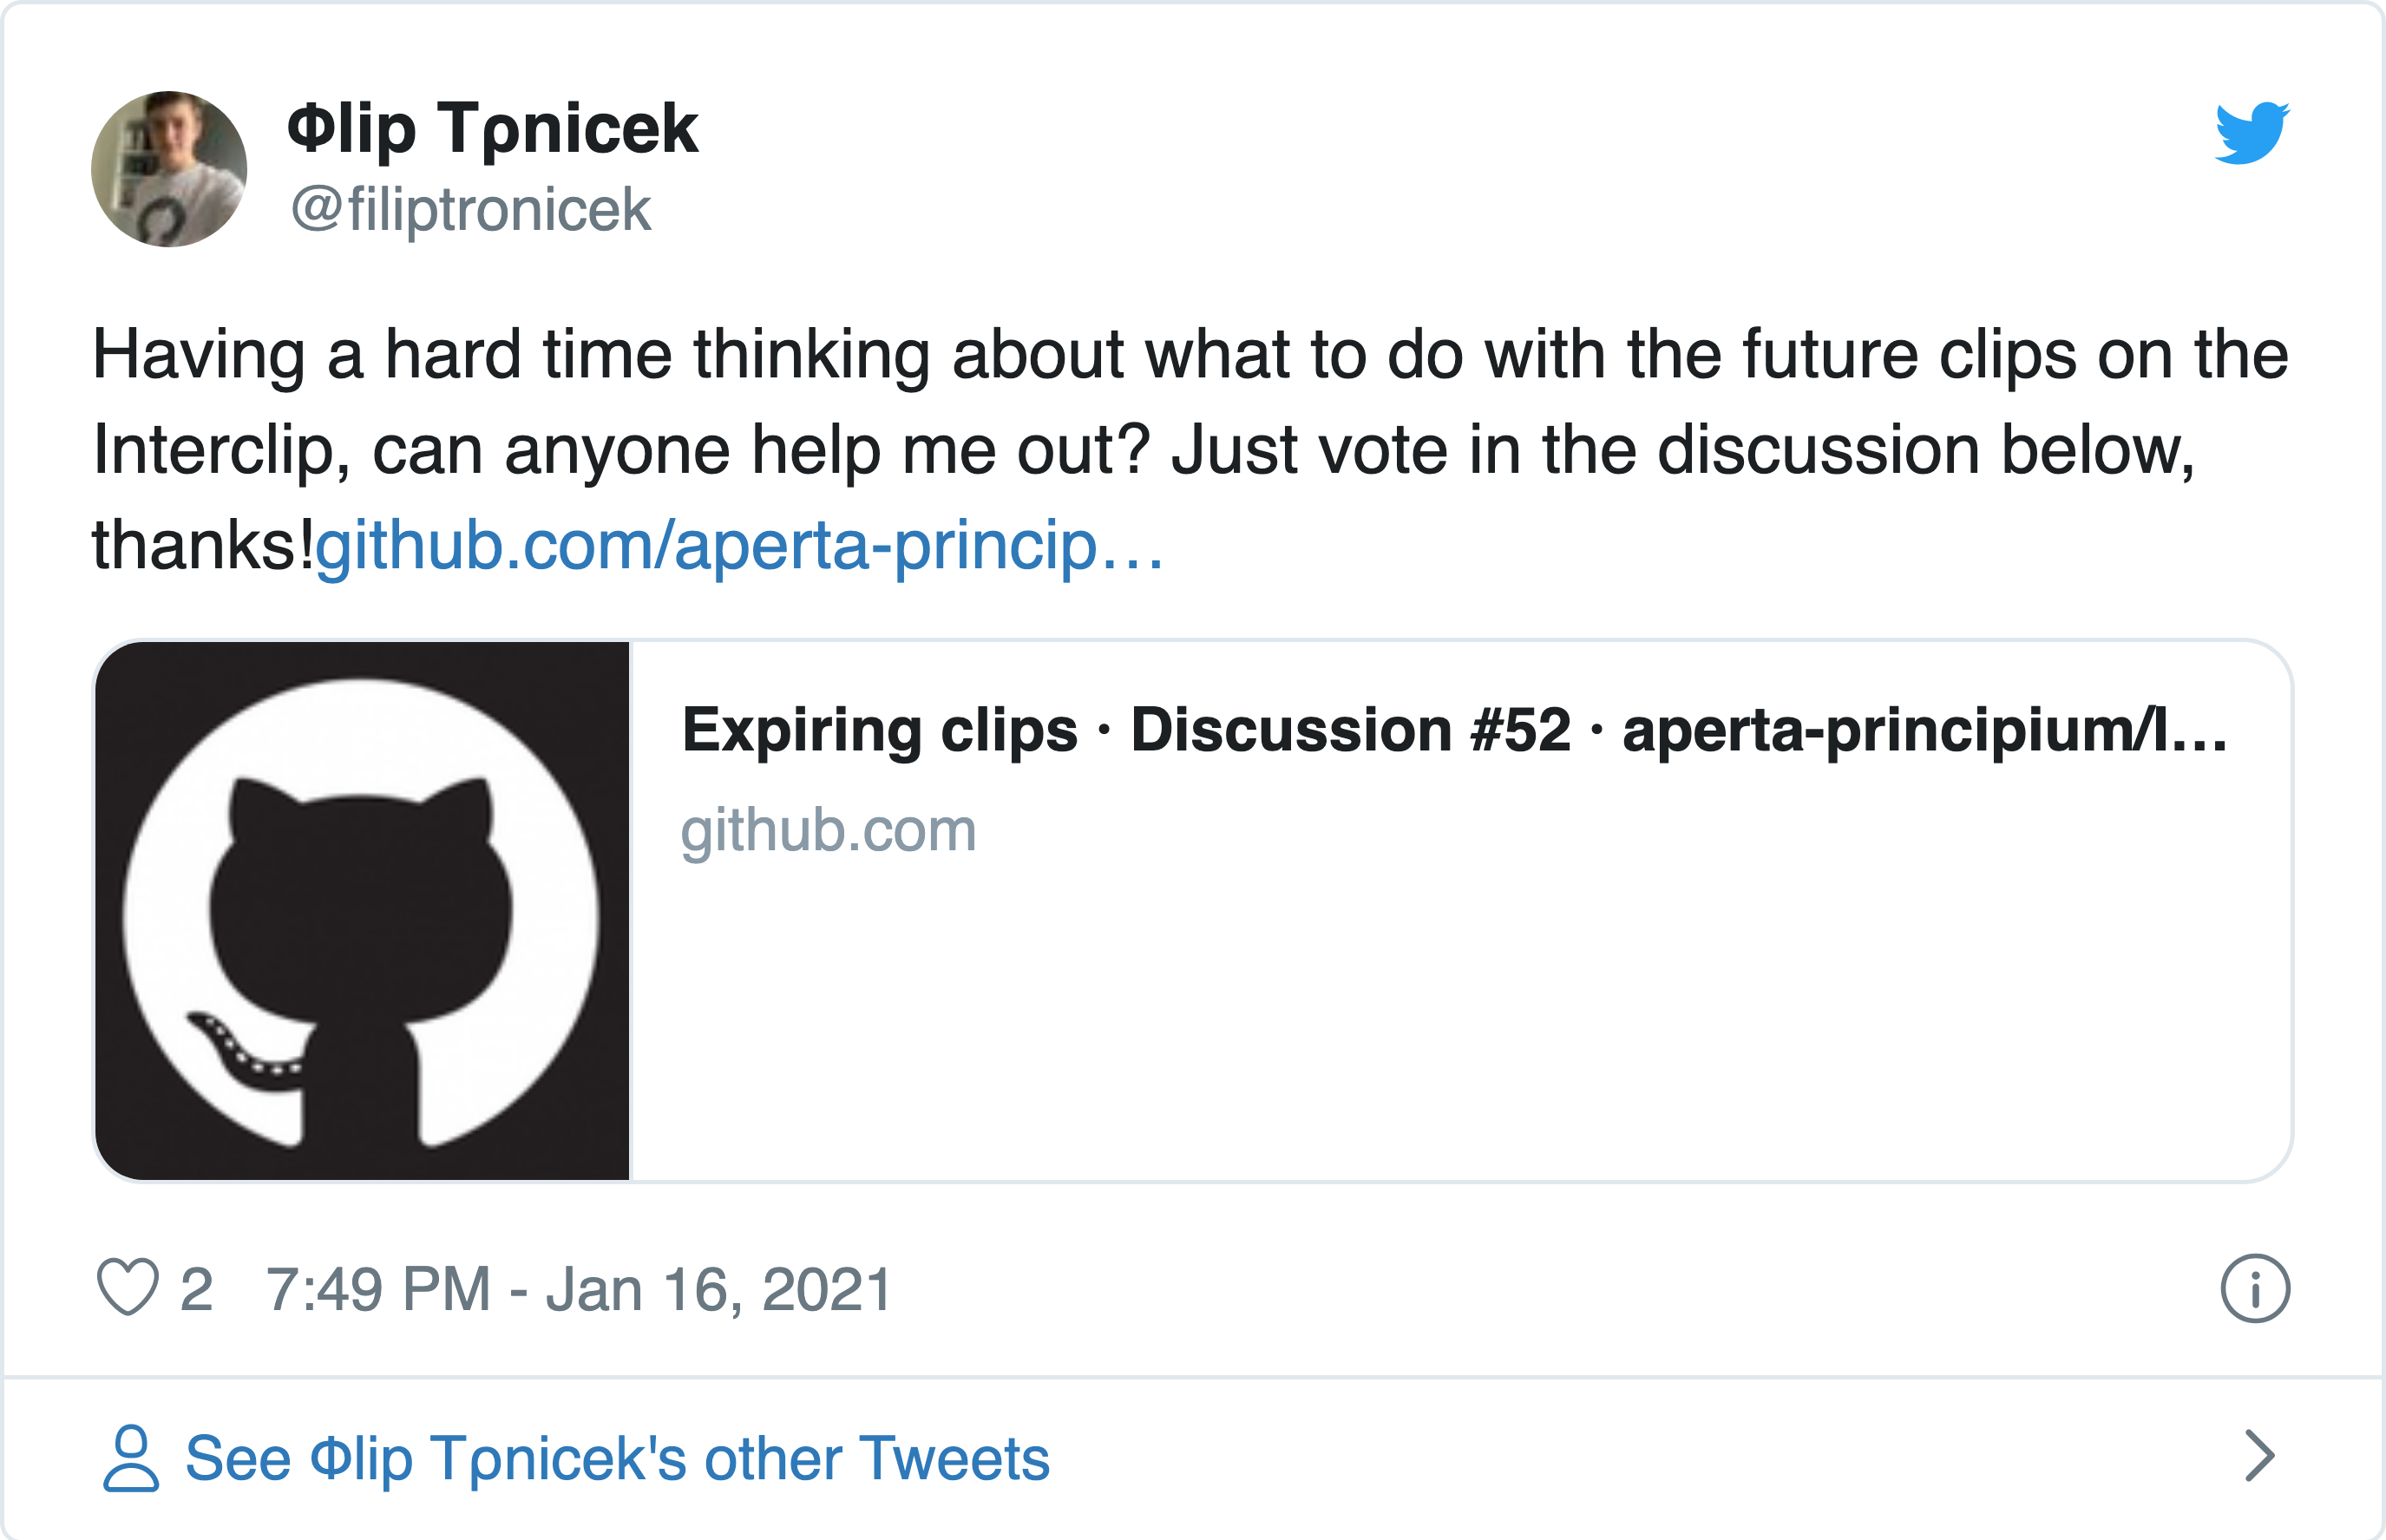 Φlip Tρnicek
@filiptronicek
Having a hard time thinking about what to do with the future clips on the
Interclip, can anyone help me out? Just vote in the discussion below,
thanks!github.com/aperta-princip…
Expiring clips · Discussion #52 · aperta-principium/I…
github.com
2 7:49 PM - Jan 16, 2021
See Φlip Tρnicek's other Tweets